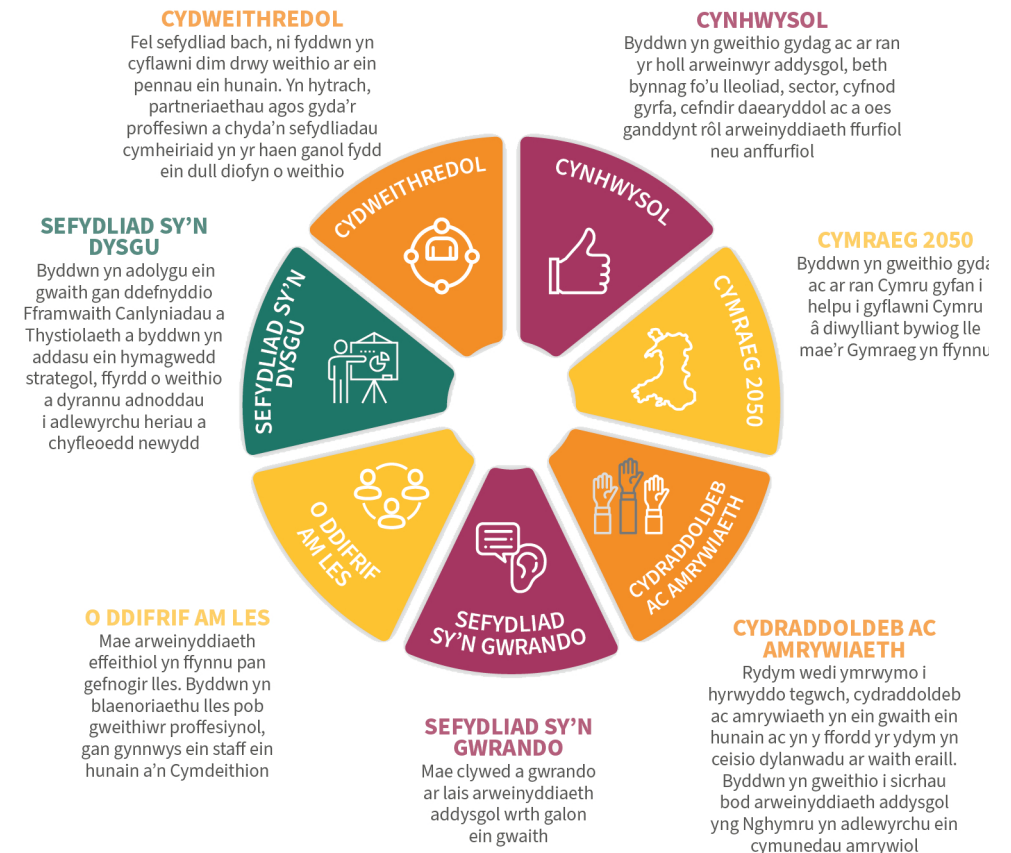 CYDWEITHREDOL
Fel sefydliad bach, ni fyddwn yn
cyflawni dim drwy weithio ar ein
pennau ein hunain. Yn hytrach,
partneriaethau agos gyda’r
proffesiwn a chyda’n sefydliadau
cymheiriaid yn yr haen ganol fydd
ein dull diofyn o weithio
CYNHWYSOL
Byddwn yn gweithio gydag ac ar ran
yr holl arweinwyr addysgol, beth
bynnag fo’u lleoliad, sector, cyfnod
gyrfa, cefndir daearyddol ac a oes
ganddynt rôl arweinyddiaeth ffurfiol
neu anffurfiol
SEFYDLIAD SY’N
DYSGU
Byddwn yn adolygu ein
gwaith gan ddefnyddio
Fframwaith Canlyniadau a
Thystiolaeth a byddwn yn
addasu ein hymagwedd
strategol, ffyrdd o weithio
a dyrannu adnoddau
i adlewyrchu heriau a
chyfleoedd newydd
CYMRAEG 2050
Byddwn yn gweithio
ac ar ran Cymru gyfan i
helpu i gyflawni Cymru
â diwylliant bywiog lle
mae’r Gymraeg yn
CYDWEITHREDOL
CYNHWYSOL
SEFYDLIAD SY’N
DYSGU
CYMRAEG 2050
O DDIFRIF
AM LES
SEFYDLIAD
SY’N GWRANDO
CYDRADDOLDEB
AC AMRYWIAETH
O DDIFRIF AM LES
Mae arweinyddiaeth
effeithiol yn ffynnu pan
gefnogir lles. Byddwn yn
blaenoriaethu lles pob
gweithiwr proffesiynol,
gan gynnwys ein staff ein
hunain a’n Cymdeithion
SEFYDLIAD SY’N
GWRANDO
Mae clywed a gwrando
ar lais arweinyddiaeth
addysgol wrth galon
ein gwaith
CYDRADDOLDEB AC
AMRYWIAETH
Rydym wedi ymrwymo i
hyrwyddo tegwch, cydraddoldeb
ac amrywiaeth yn ein gwaith ein
hunain ac yn y ffordd yr ydym yn
ceisio dylanwadu ar waith eraill.
Byddwn yn gweithio i sicrhau
bod arweinyddiaeth addysgol
yng Nghymru yn adlewyrchu ein
cymunedau amrywiol